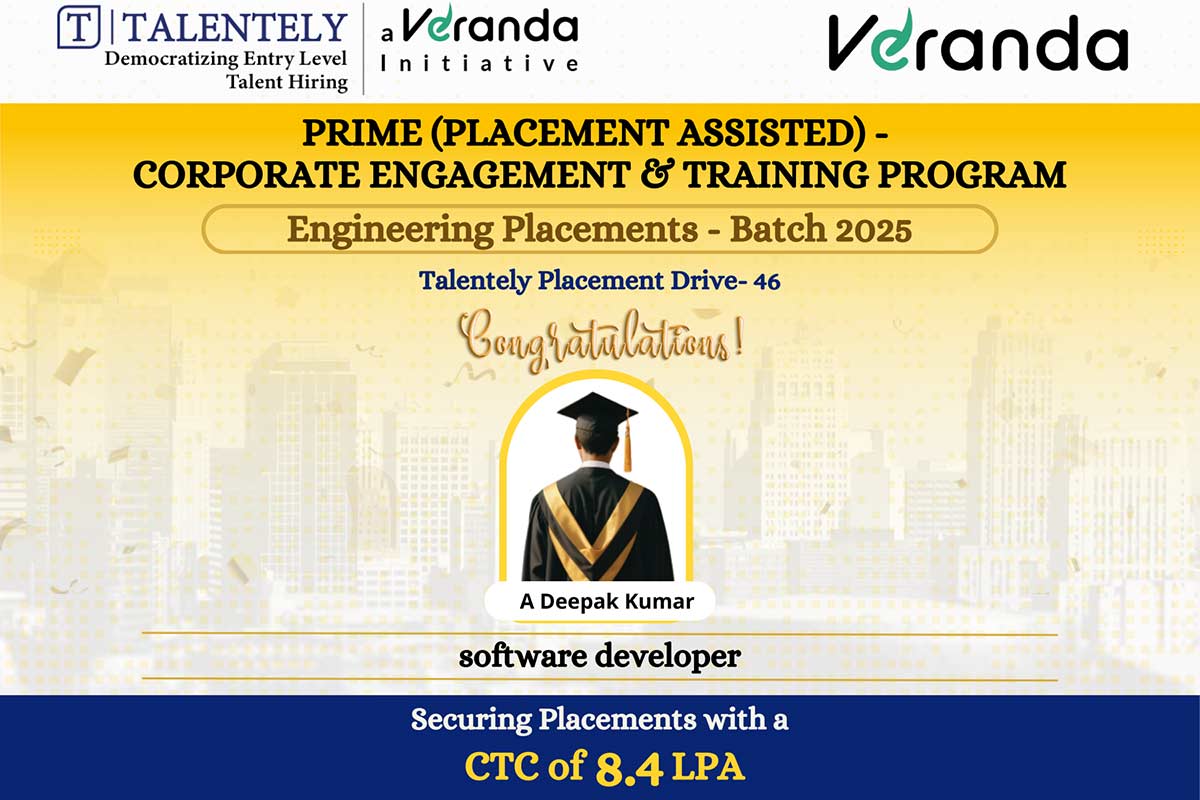 T | TALENTELY
Democratizing Entry Level
Talent Hiring
a Veranda
Initiative
Veranda
PRIME (PLACEMENT ASSISTED) -
CORPORATE ENGAGEMENT & TRAINING PROGRAM
Engineering Placements - Batch 2025
Talentely Placement Drive- 46
Congratulations!
A Deepak Kumar
software developer
Securing Placements with a
CTC of 8.4 LPA